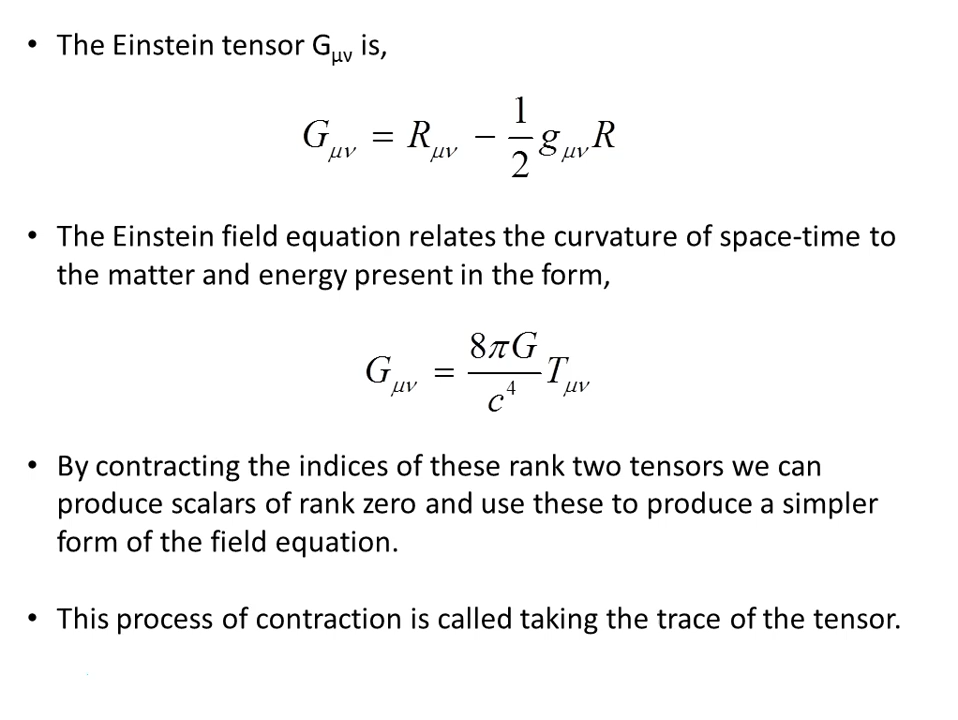 • The Einstein tensor Gμν is,
Gμν = Rμν − 1/2 gμν R
• The Einstein field equation relates the curvature of space-time to
the matter and energy present in the form,
Gμν = 8πG/c⁴ Tμν
• By contracting the indices of these rank two tensors we can
produce scalars of rank zero and use these to produce a simpler
form of the field equation.
• This process of contraction is called taking the trace of the tensor.